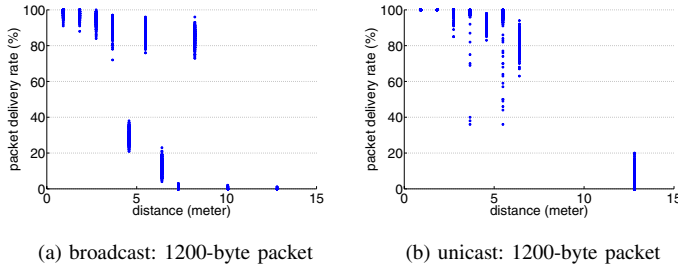 100
80
60
40
20
0
packet delivery rate (%)
0 5 10 15
distance (meter)
(a) broadcast: 1200-byte packet
100
80
60
40
20
0
packet delivery rate (%)
0 5 10 15
distance (meter)
(b) unicast: 1200-byte packet